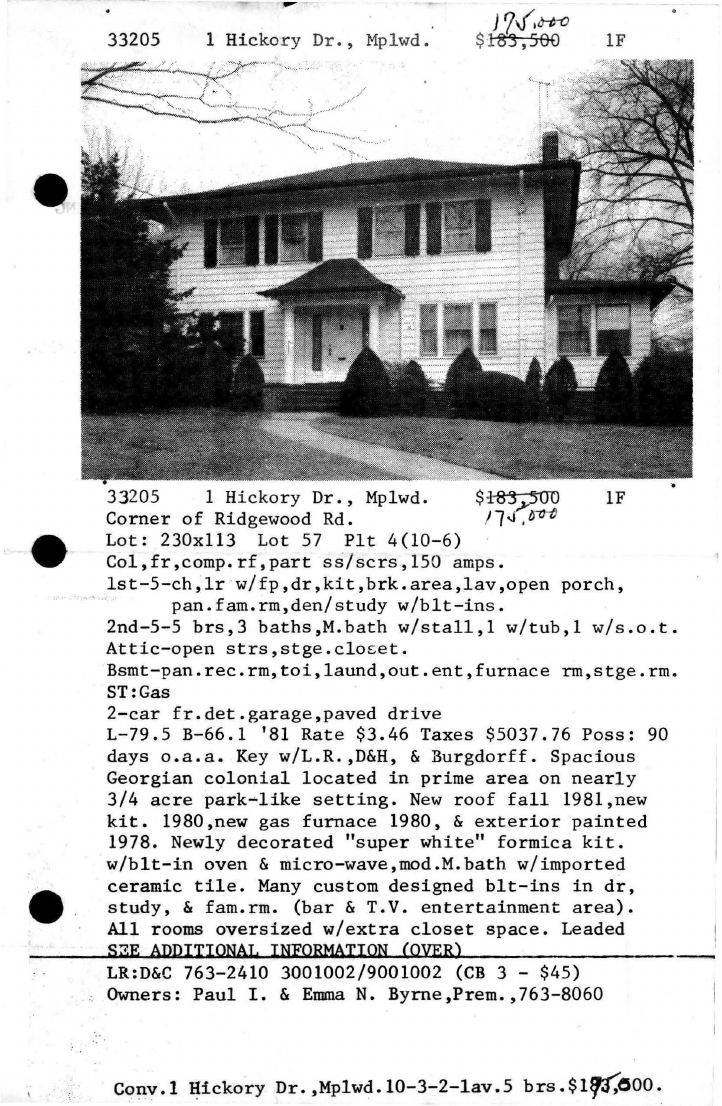 175,000
33205 1 Hickory Dr., Mplwd. $183,500 1F
33205 1 Hickory Dr., Mplwd. $183,500 1F
Corner of Ridgewood Rd. 175,000
Lot: 230x113 Lot 57 Plt 4(10-6)
Col,fr,comp.rf,part ss/scrs,150 amps.
1st-5-ch,lr w/fp,dr,kit,brk.area,lav,open porch,
pan.fam.rm,den/study w/blt-ins.
2nd-5-5 brs,3 baths,M.bath w/stall,1 w/tub,1 w/s.o.t.
Attic-open strs,stge.closet.
Bsmt-pan.rec.rm,toi,laund,out.ent,furnace rm,stge.rm.
ST:Gas
2-car fr.det.garage,paved drive
L-79.5 B-66.1 '81 Rate $3.46 Taxes $5037.76 Poss: 90
days o.a.a. Key w/L.R.,D&H, & Burgdorff. Spacious
Georgian colonial located in prime area on nearly
3/4 acre park-like setting. New roof fall 1981,new
kit. 1980,new gas furnace 1980, & exterior painted
1978. Newly decorated "super white" formica kit.
w/blt-in oven & micro-wave,mod.M.bath w/imported
ceramic tile. Many custom designed blt-ins in dr,
study, & fam.rm. (bar & T.V. entertainment area).
All rooms oversized w/extra closet space. Leaded
SEE ADDITIONAL INFORMATION (OVER)
LR:D&C 763-2410 3001002/9001002 (CB 3 - $45)
Owners: Paul I. & Emma N. Byrne,Prem.,763-8060
Conv.1 Hickory Dr.,Mplwd.10-3-2-1av.5 brs.$175,000.